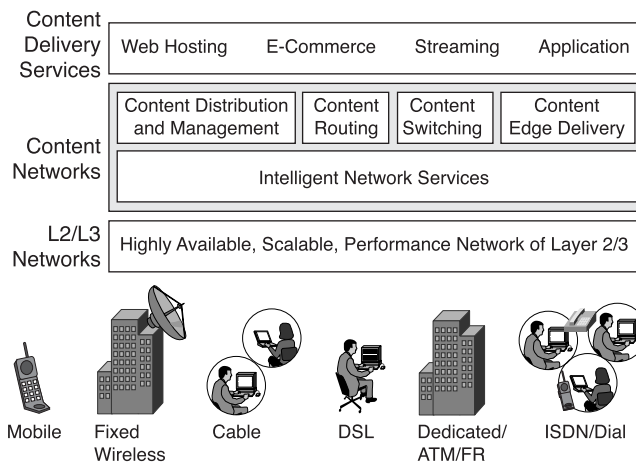 Content
Delivery
Services
Web Hosting E-Commerce Streaming Application
Content
Networks
Content Distribution
and Management
Content
Routing
Content
Switching
Content
Edge Delivery
Intelligent Network Services
L2/L3
Networks
Highly Available, Scalable, Performance Network of Layer 2/3
Mobile
Fixed
Wireless
Cable
DSL
Dedicated/
ATM/FR
ISDN/Dial